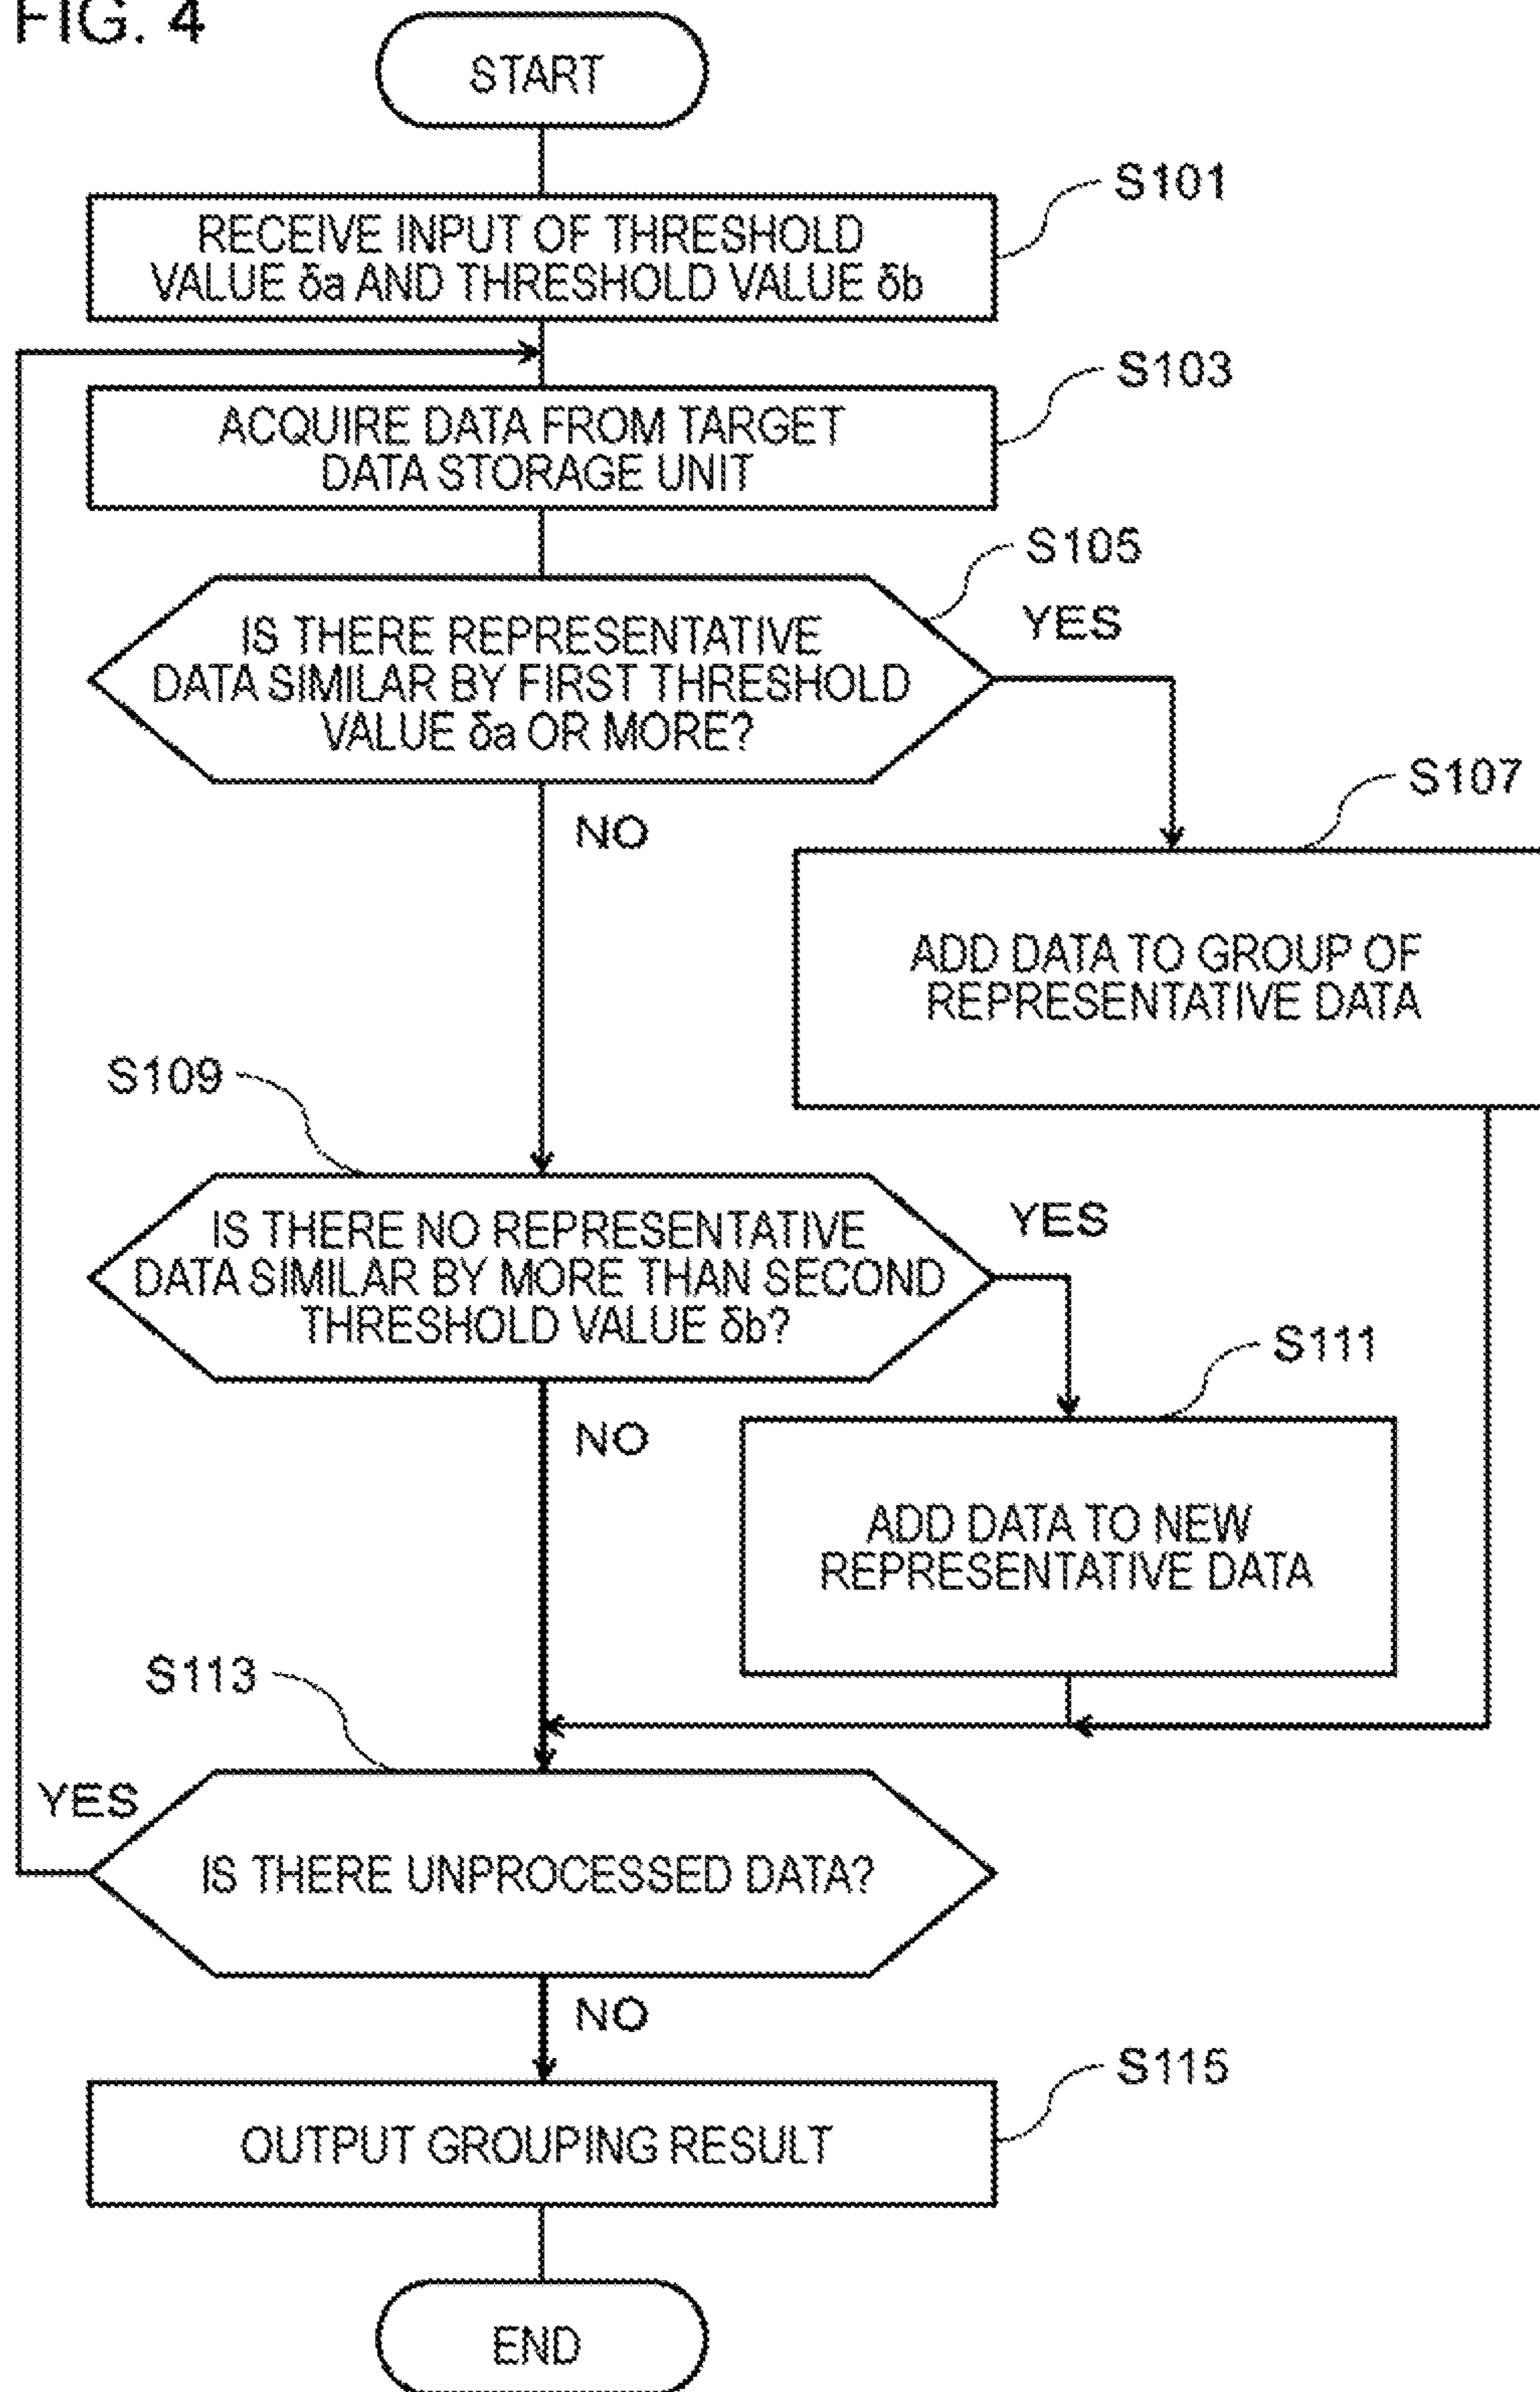 FIG. 4
START
S101
RECEIVE INPUT OF THRESHOLD
VALUE δa AND THRESHOLD VALUE δb
S103
ACQUIRE DATA FROM TARGET
DATA STORAGE UNIT
S105
IS THERE REPRESENTATIVE
DATA SIMILAR BY FIRST THRESHOLD
VALUE δa OR MORE?
YES
NO
S107
ADD DATA TO GROUP OF
REPRESENTATIVE DATA
S109
IS THERE NO REPRESENTATIVE
DATA SIMILAR BY MORE THAN SECOND
THRESHOLD VALUE δb?
YES
NO
S111
ADD DATA TO NEW
REPRESENTATIVE DATA
S113
YES
IS THERE UNPROCESSED DATA?
NO
S115
OUTPUT GROUPING RESULT
END